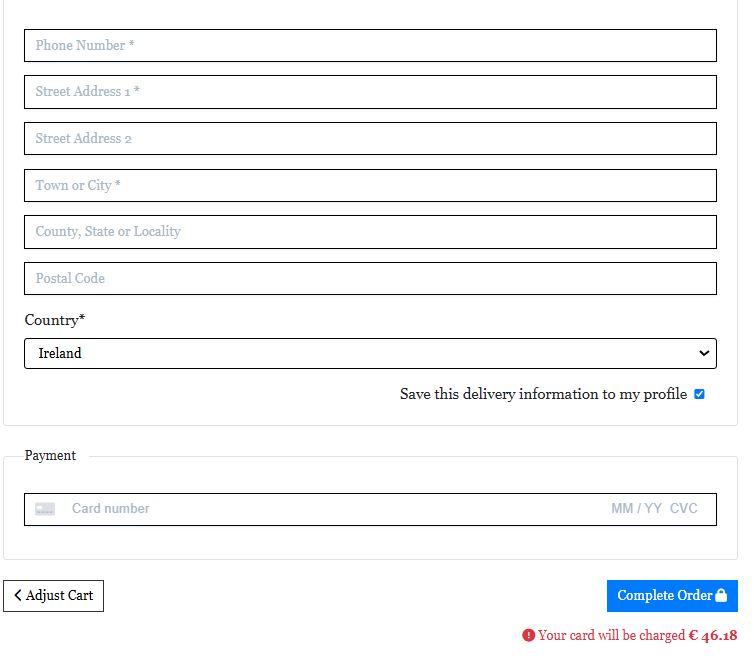 Phone Number *
Street Address 1 *
Street Address 2
Town or City *
County, State or Locality
Postal Code
Country*
Ireland
Save this delivery information to my profile
Payment
Card number MM / YY CVC
Adjust Cart Complete Order
Your card will be charged € 46.18